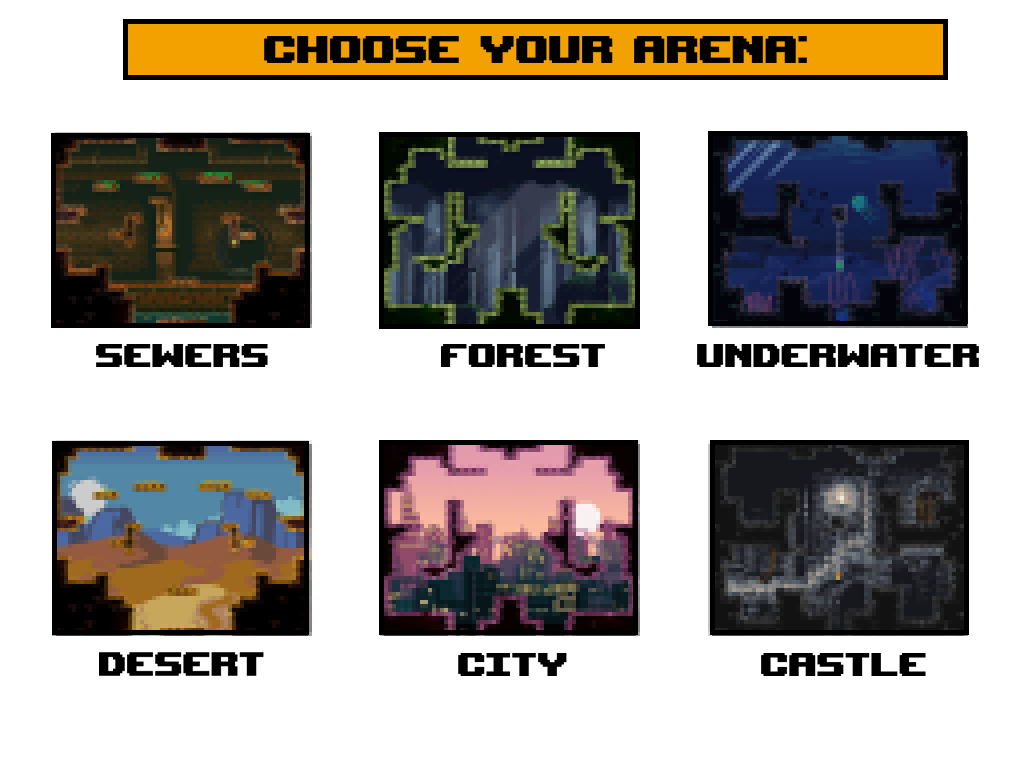 CHOOSE YOUR ARENA:
SEWERS
FOREST
UNDERWATER
DESERT
CITY
CASTLE